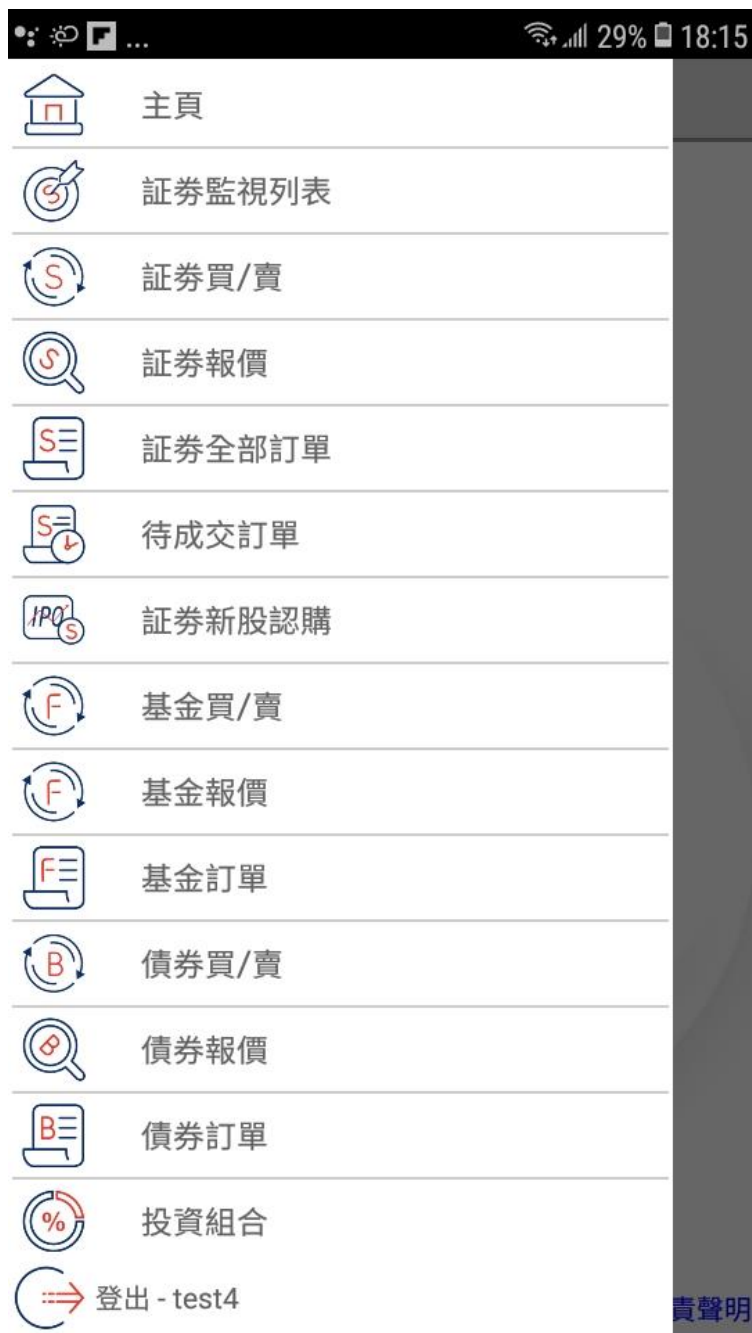 ... 29% 18:15
主頁
S 証券監視列表
S 証券買/賣
S 証券報價
S 証券全部訂單
S 待成交訂單
IPO S 証券新股認購
F 基金買/賣
F 基金報價
F 基金訂單
B 債券買/賣
B 債券報價
B 債券訂單
% 投資組合
登出 - test4
責聲明